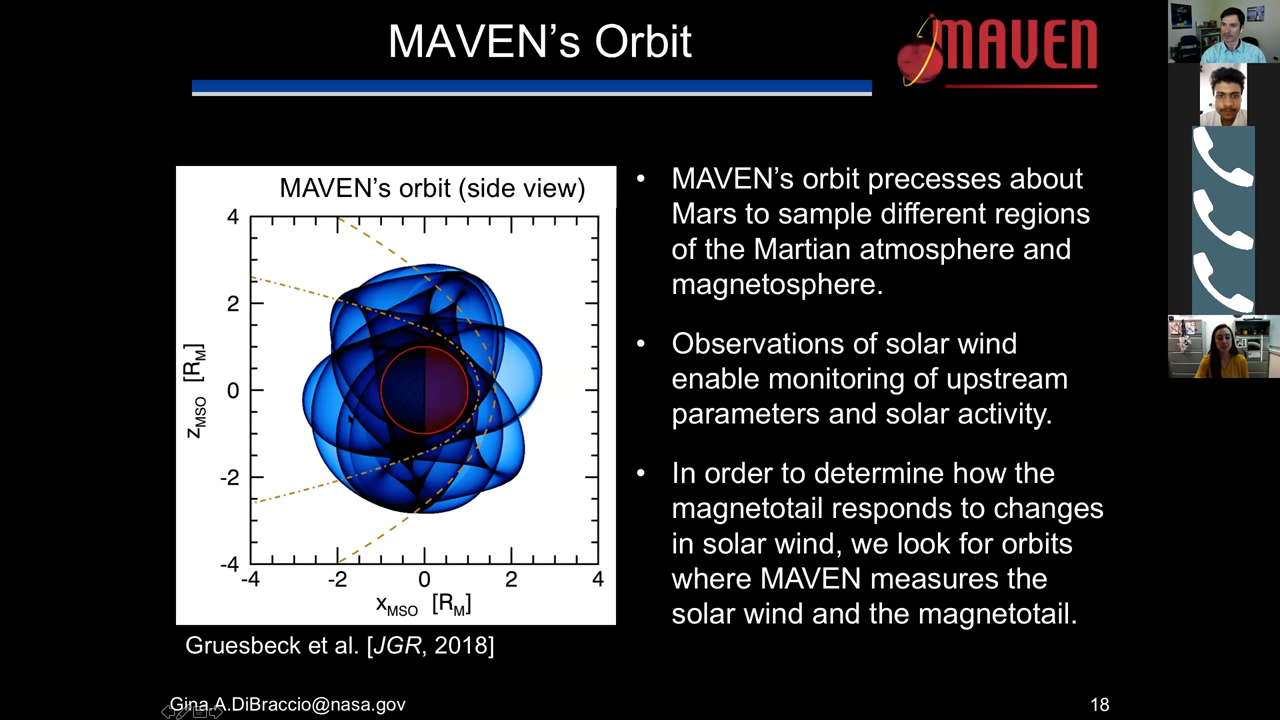 MAVEN's Orbit
MAVEN
MAVEN's orbit (side view)
4
2
0
-2
-4
-4
-2
0
2
4
ZMSO [RM]
XMSO [RM]
Gruesbeck et al. [JGR, 2018]
• MAVEN's orbit precesses about
Mars to sample different regions
of the Martian atmosphere and
magnetosphere.
• Observations of solar wind
enable monitoring of upstream
parameters and solar activity.
• In order to determine how the
magnetotail responds to changes
in solar wind, we look for orbits
where MAVEN measures the
solar wind and the magnetotail.
Gina.A.DiBraccio@nasa.gov
18